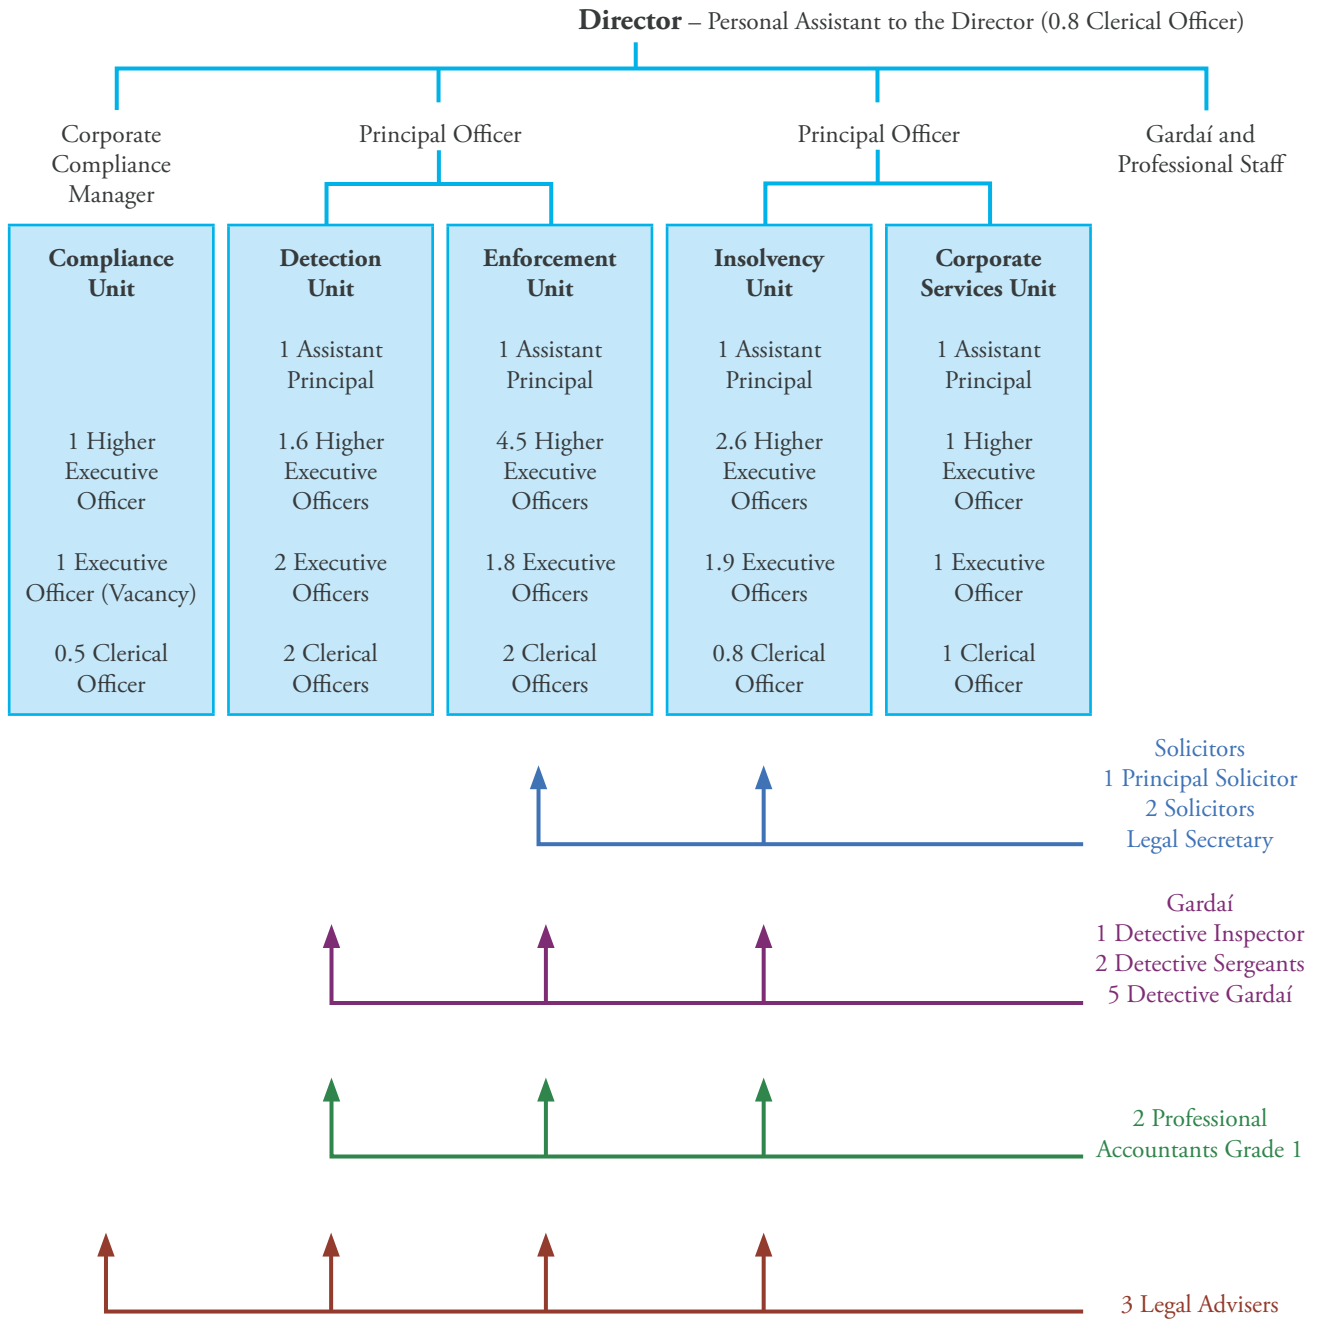 Director – Personal Assistant to the Director (0.8 Clerical Officer)
Corporate
Compliance
Manager
Principal Officer
Principal Officer
Gardaí and
Professional Staff
Compliance
Unit
1 Higher
Executive
Officer
1 Executive
Officer (Vacancy)
0.5 Clerical
Officer
Detection
Unit
1 Assistant
Principal
1.6 Higher
Executive
Officers
2 Executive
Officers
2 Clerical
Officers
Enforcement
Unit
1 Assistant
Principal
4.5 Higher
Executive
Officers
1.8 Executive
Officers
2 Clerical
Officers
Insolvency
Unit
1 Assistant
Principal
2.6 Higher
Executive
Officers
1.9 Executive
Officers
0.8 Clerical
Officer
Corporate
Services Unit
1 Assistant
Principal
1 Higher
Executive
Officer
1 Executive
Officer
1 Clerical
Officer
Solicitors
1 Principal Solicitor
2 Solicitors
Legal Secretary
Gardaí
1 Detective Inspector
2 Detective Sergeants
5 Detective Gardaí
2 Professional
Accountants Grade 1
3 Legal Advisers